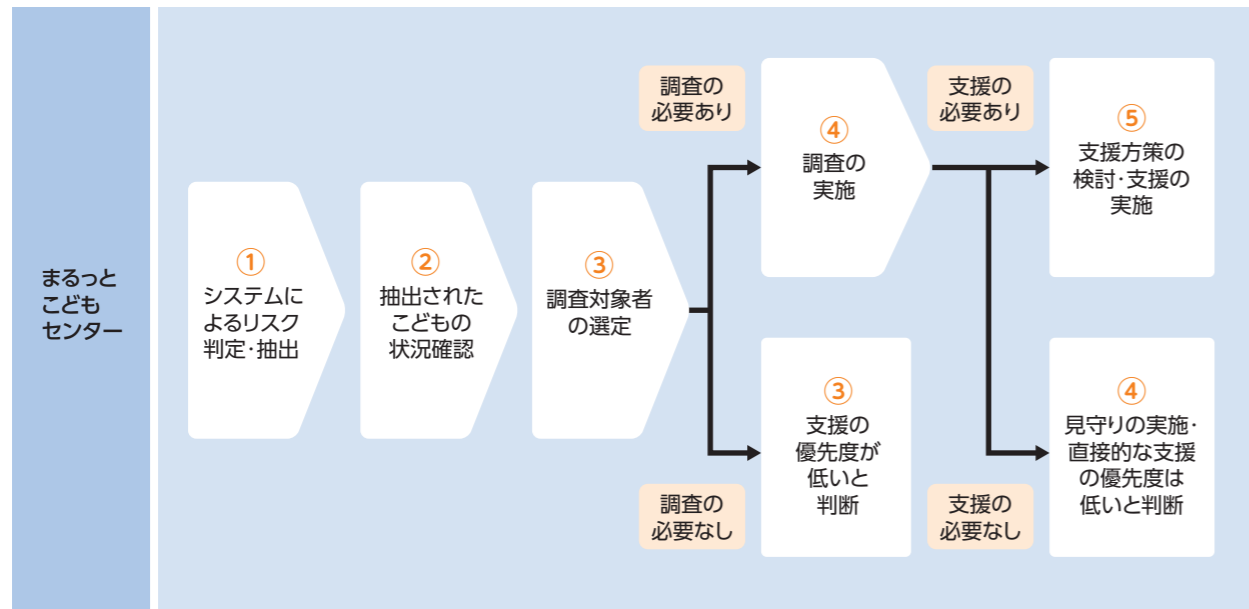 まるっと
こども
センター
①
システムに
よるリスク
判定・抽出
②
抽出された
こどもの
状況確認
③
調査対象者
の選定
調査の
必要あり
④
調査の
実施
支援の
必要あり
⑤
支援方策の
検討・支援の
実施
調査の
必要なし
③
支援の
優先度が
低いと
判断
支援の
必要なし
④
見守りの実施・
直接的な支援
の優先度は
低いと判断